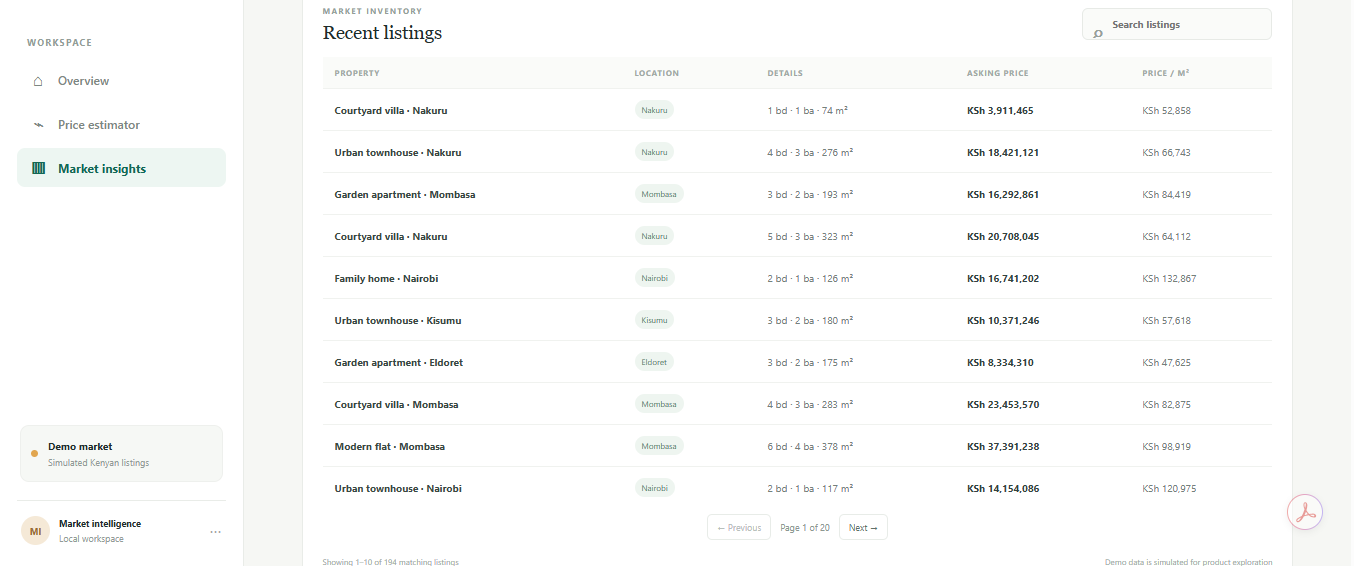 WORKSPACE
Overview
Price estimator
Market insights
Demo market
Simulated Kenyan listings
MI
Market intelligence
Local workspace
...
MARKET INVENTORY
Recent listings
Search listings
PROPERTY LOCATION DETAILS ASKING PRICE PRICE / M²
Courtyard villa · Nakuru Nakuru 1 bd · 1 ba · 74 m² KSh 3,911,465 KSh 52,858
Urban townhouse · Nakuru Nakuru 4 bd · 3 ba · 276 m² KSh 18,421,121 KSh 66,743
Garden apartment · Mombasa Mombasa 3 bd · 2 ba · 193 m² KSh 16,292,861 KSh 84,419
Courtyard villa · Nakuru Nakuru 5 bd · 3 ba · 323 m² KSh 20,708,045 KSh 64,112
Family home · Nairobi Nairobi 2 bd · 1 ba · 126 m² KSh 16,741,202 KSh 132,867
Urban townhouse · Kisumu Kisumu 3 bd · 2 ba · 180 m² KSh 10,371,246 KSh 57,618
Garden apartment · Eldoret Eldoret 3 bd · 2 ba · 175 m² KSh 8,334,310 KSh 47,625
Courtyard villa · Mombasa Mombasa 4 bd · 3 ba · 283 m² KSh 23,453,570 KSh 82,875
Modern flat · Mombasa Mombasa 6 bd · 4 ba · 378 m² KSh 37,391,238 KSh 98,919
Urban townhouse · Nairobi Nairobi 2 bd · 1 ba · 117 m² KSh 14,154,086 KSh 120,975
← Previous Page 1 of 20 Next →
Showing 1–10 of 194 matching listings Demo data is simulated for product exploration